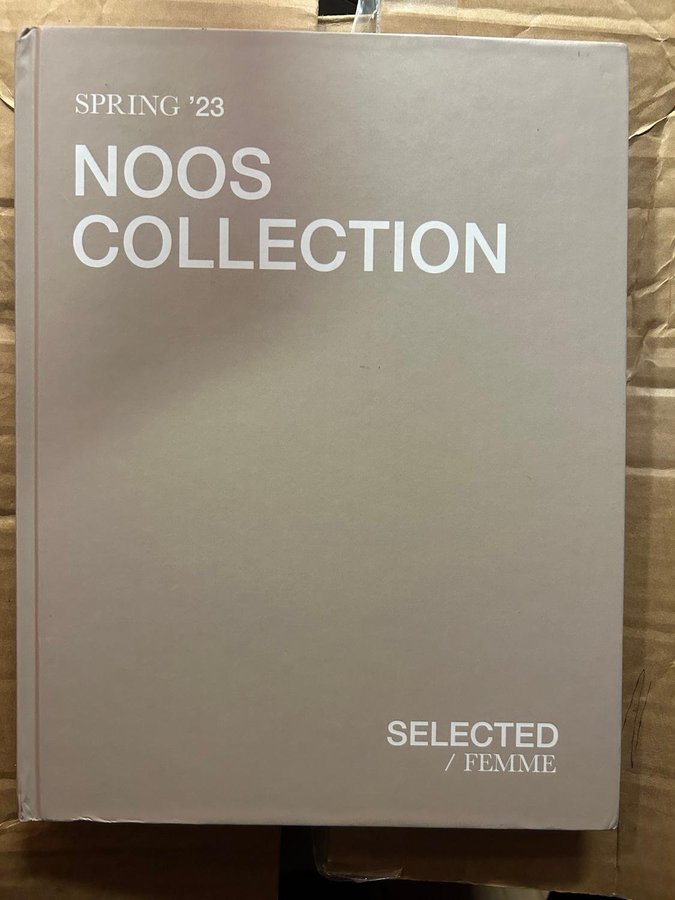 SPRING ’23
NOOS
COLLECTION
SELECTED
/ FEMME